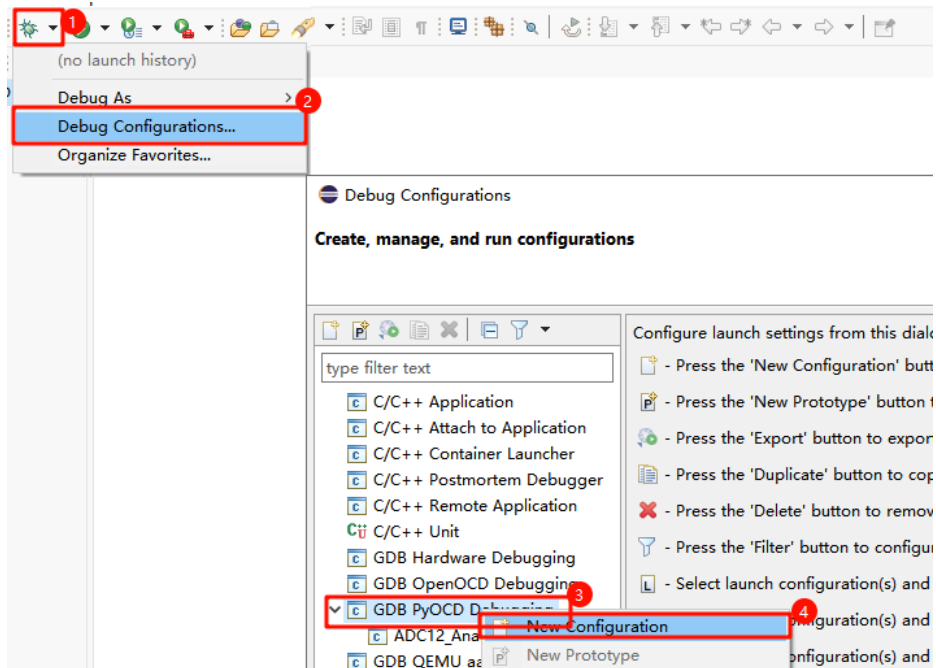 1
(no launch history)
Debug As
2
Debug Configurations...
Organize Favorites...
Debug Configurations
Create, manage, and run configurations
P
type filter text
C/C++ Application
C/C++ Attach to Application
C/C++ Container Launcher
C/C++ Postmortem Debugger
C/C++ Remote Application
C/C++ Unit
GDB Hardware Debugging
GDB OpenOCD Debugging
3
GDB PyOCD Debugging
ADC12_Ana
GDB QEMU aa
4
New Configuration
New Prototype
Configure launch settings from this dial
- Press the 'New Configuration' butt
- Press the 'New Prototype' button t
- Press the 'Export' button to expor
- Press the 'Duplicate' button to cop
- Press the 'Delete' button to remov
- Press the 'Filter' button to configu
- Select launch configuration(s) and
nfiguration(s) and
onfiguration(s) and